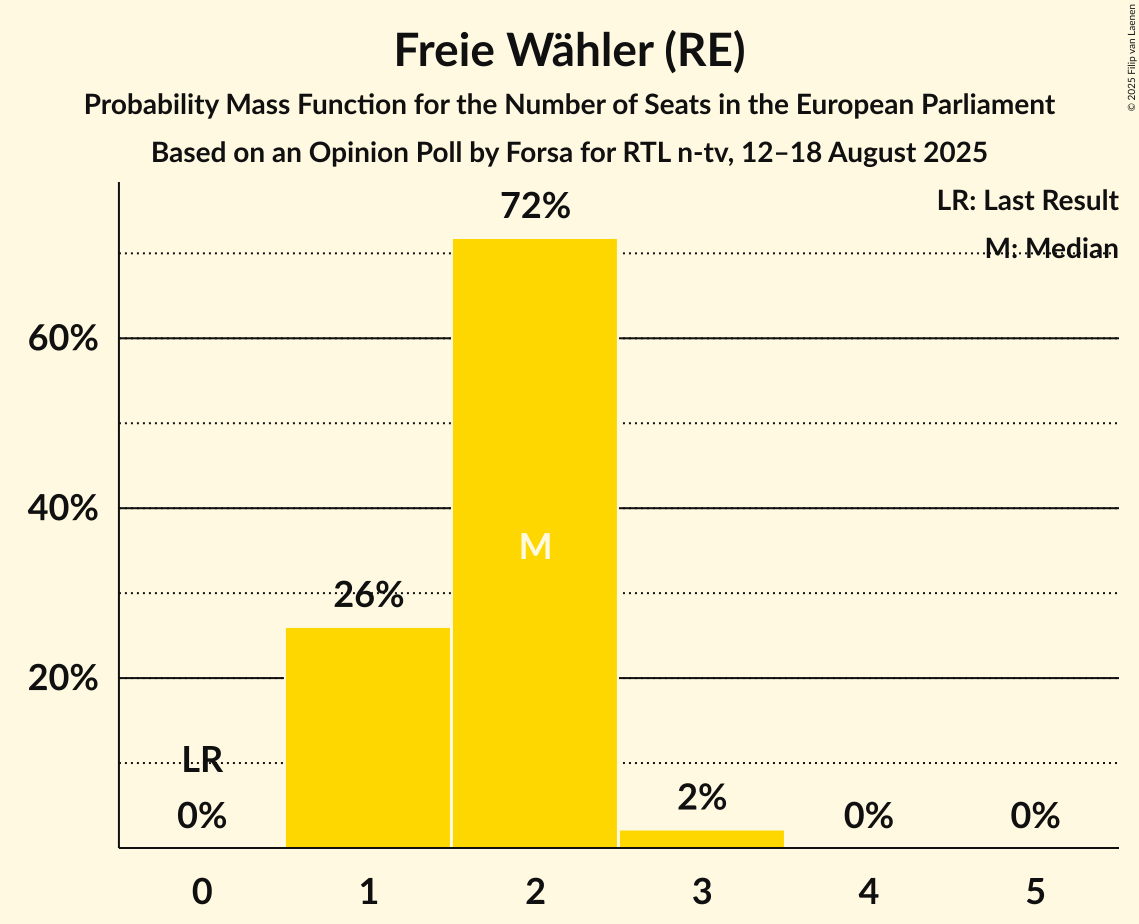 Freie Wähler (RE)
Probability Mass Function for the Number of Seats in the European Parliament
Based on an Opinion Poll by Forsa for RTL n-tv, 12–18 August 2025
© 2025 Filip van Laenen
LR: Last Result
M: Median
72%
60%
40%
M
26%
20%
LR
0%
2%
0%
0%
0 1 2 3 4 5